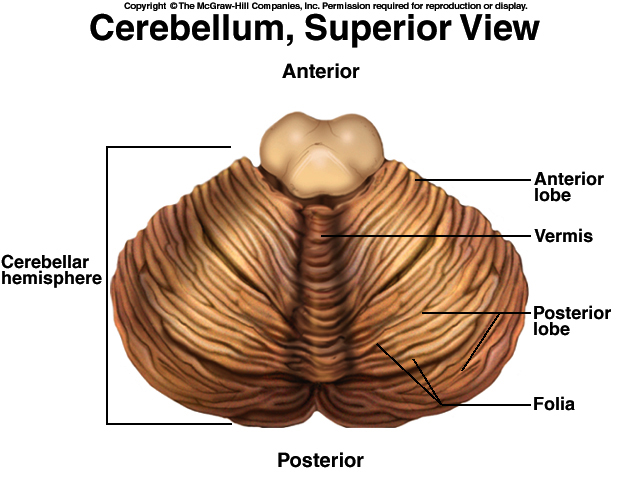 Copyright © The McGraw-Hill Companies, Inc. Permission required for reproduction or display.
Cerebellum, Superior View
Anterior
Anterior
lobe
Vermis
Cerebellar
hemisphere
Posterior
lobe
Folia
Posterior